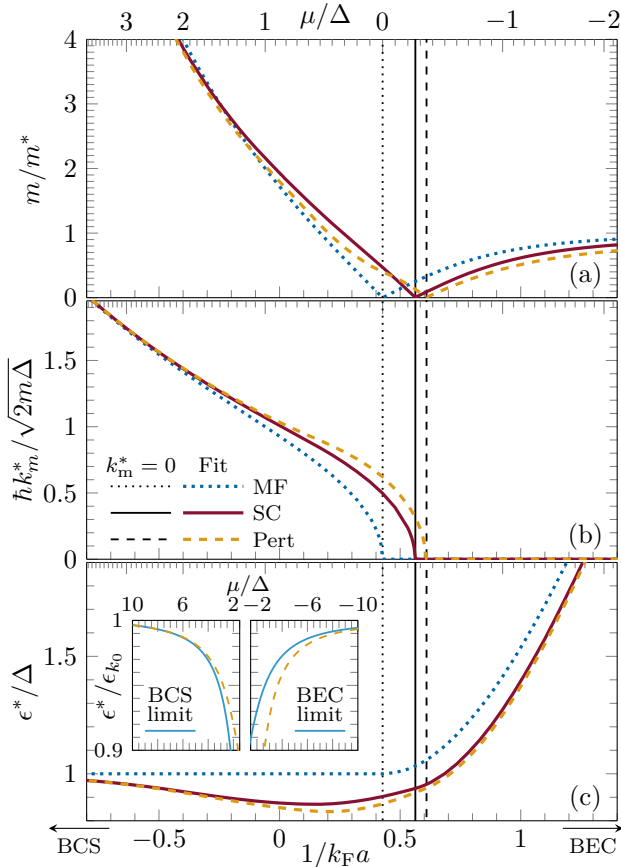 3 2 1 μ/Δ 0 −1 −2
4
3
2
1
0
m/m*
(a)
1.5
1
0.5
0
ħk*m/√2mΔ
k*m = 0 Fit
MF
SC
Pert
(b)
μ/Δ
10 6 2 −2 −6 −10
1
0.9
ϵ*/ϵk0
BCS
limit
BEC
limit
1.5
1
ϵ*/Δ
(c)
BCS −0.5 0 0.5 1 BEC
1/kFa